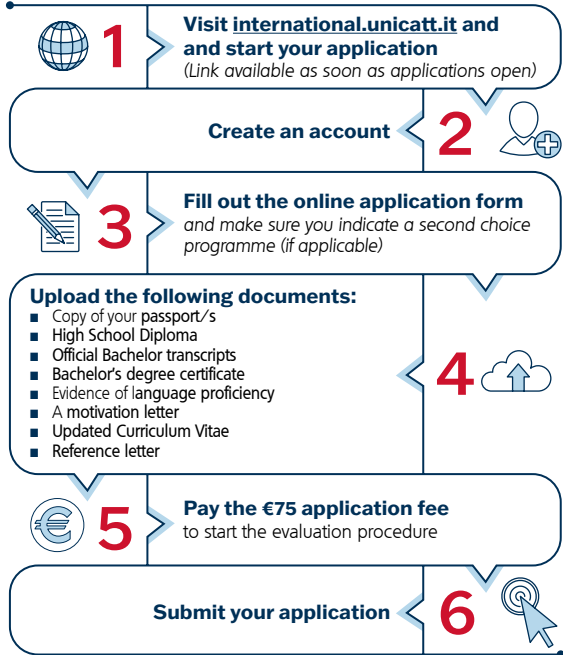 1
Visit international.unicatt.it and
and start your application
(Link available as soon as applications open)
Create an account
2
3
Fill out the online application form
and make sure you indicate a second choice
programme (if applicable)
Upload the following documents:
■ Copy of your passport/s
■ High School Diploma
■ Official Bachelor transcripts
■ Bachelor's degree certificate
■ Evidence of language proficiency
■ A motivation letter
■ Updated Curriculum Vitae
■ Reference letter
4
€
5
Pay the €75 application fee
to start the evaluation procedure
Submit your application
6